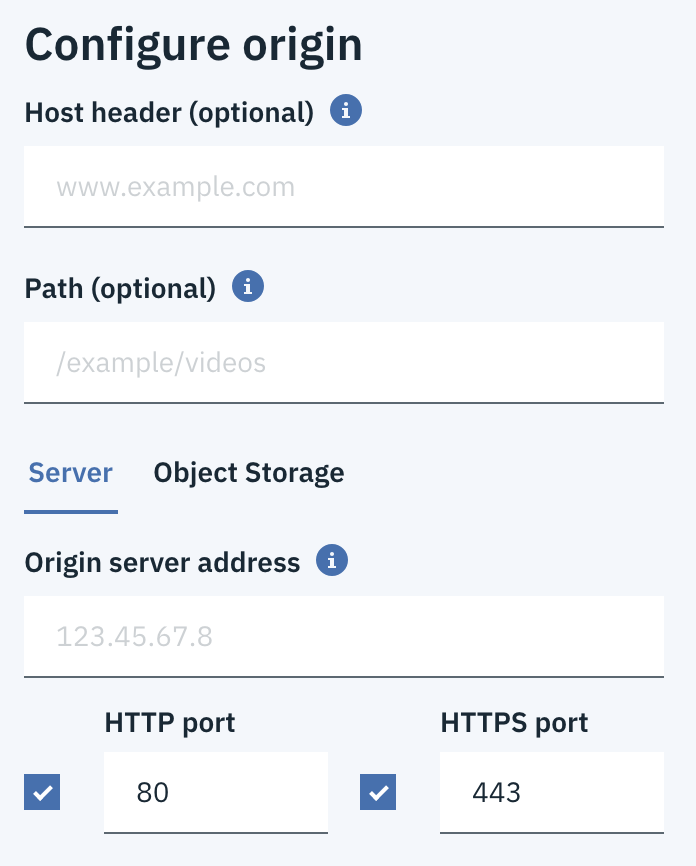 Configure origin
Host header (optional)
www.example.com
Path (optional)
/example/videos
Server Object Storage
Origin server address
123.45.67.8
HTTP port HTTPS port
80 443